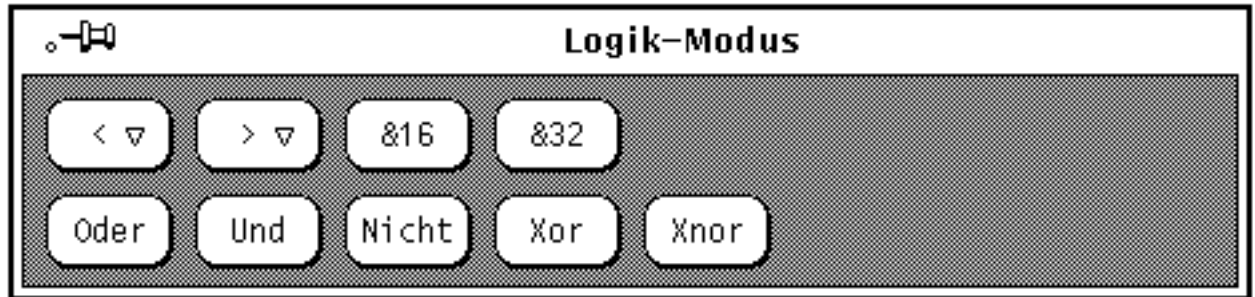 Logik-Modus
< ▽ > ▽ &16 &32
Oder Und Nicht Xor Xnor